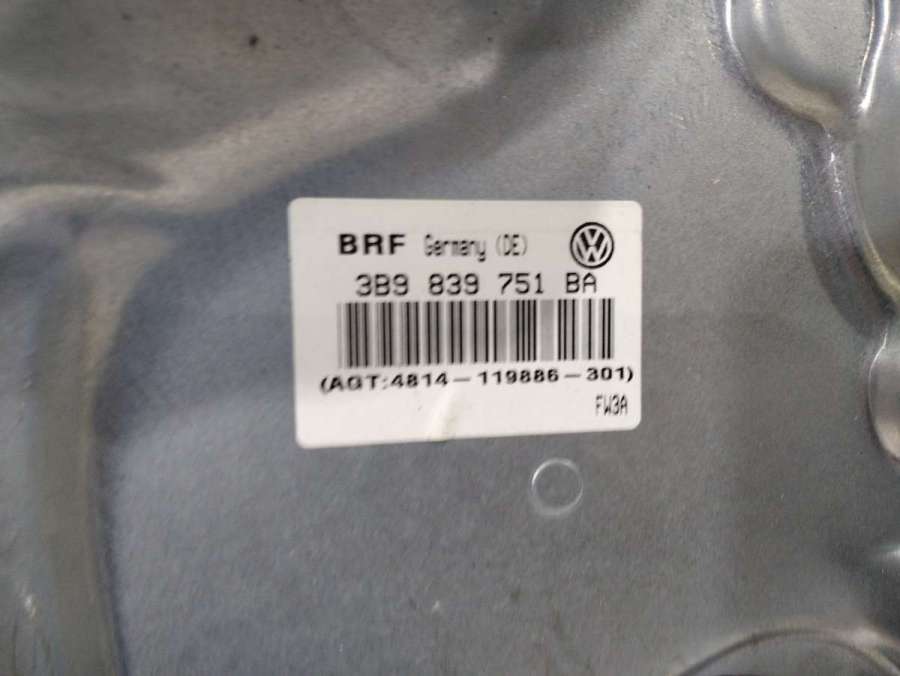 BRF Germany (DE)
3B9 839 751 BA
(AGT:4814-119886-301)
FW3A